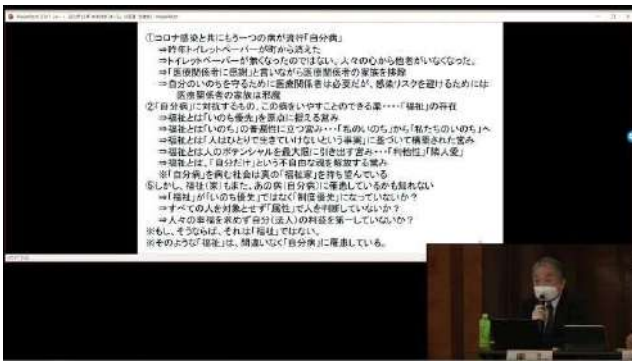 ①コロナ感染と共にもう一つの病が流行「自分病」
⇒昨年トイレットペーパーが町から消えた
⇒トイレットペーパーが無くなったのではない。人々の心から他者がいなくなった。
⇒「医療関係者に感謝」と言いながら医療関係者の家族を排除
⇒自分のいのちを守るために医療関係者は必要だが、感染リスクを避けるためには
医療関係者の家族は邪魔
②「自分病」に対抗するもの、この病をいやすことのできる薬・・・・「福祉」の存在
⇒福祉とは「いのち優先」を原点に据える営み
⇒福祉とは「いのち」の普遍性に立つ営み・・・「私のいのち」から「私たちのいのち」へ
⇒福祉とは「人はひとりで生きていけないという事実」に基づいて構築された営み
⇒福祉とは人のポテンシャルを最大限に引き出す営み・・・「利他性」「隣人愛」
⇒福祉とは、「自分だけ」という不自由な魂を解放する営み
※「自分病」を病む社会は真の「福祉家」を待ち望んでいる
⑤しかし、福祉(家)もまた、あの病(自分病)に罹患しているかも知れない
⇒「福祉」が「いのち優先」ではなく「制度優先」になっていないか?
⇒すべての人を対象とせず「属性」で人を判断していないか?
⇒人々の幸福を求めず自分(法人)の利益を第一していないか?
※もし、そうならば、それは「福祉」ではない。
※そのような「福祉」は、間違いなく「自分病」に罹患している。